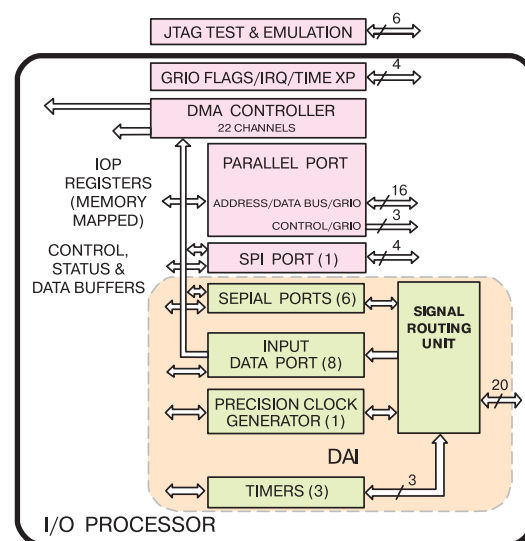 6
JTAG TEST & EMULATION
4
GRIO FLAGS/IRQ/TIME XP
DMA CONTROLLER
22 CHANNELS
PARALLEL PORT
IOP
REGISTERS
(MEMORY
MAPPED)
16
ADDRESS/DATA BUS/GRIO
3
CONTROL/GRIO
CONTROL,
STATUS &
DATA BUFFERS
4
SPI PORT (1)
SEPIAL PORTS (6)
SIGNAL
ROUTING
UNIT
INPUT
DATA PORT (8)
20
PRECISION CLOCK
GENERATOR (1)
DAI
3
TIMERS (3)
I/O PROCESSOR